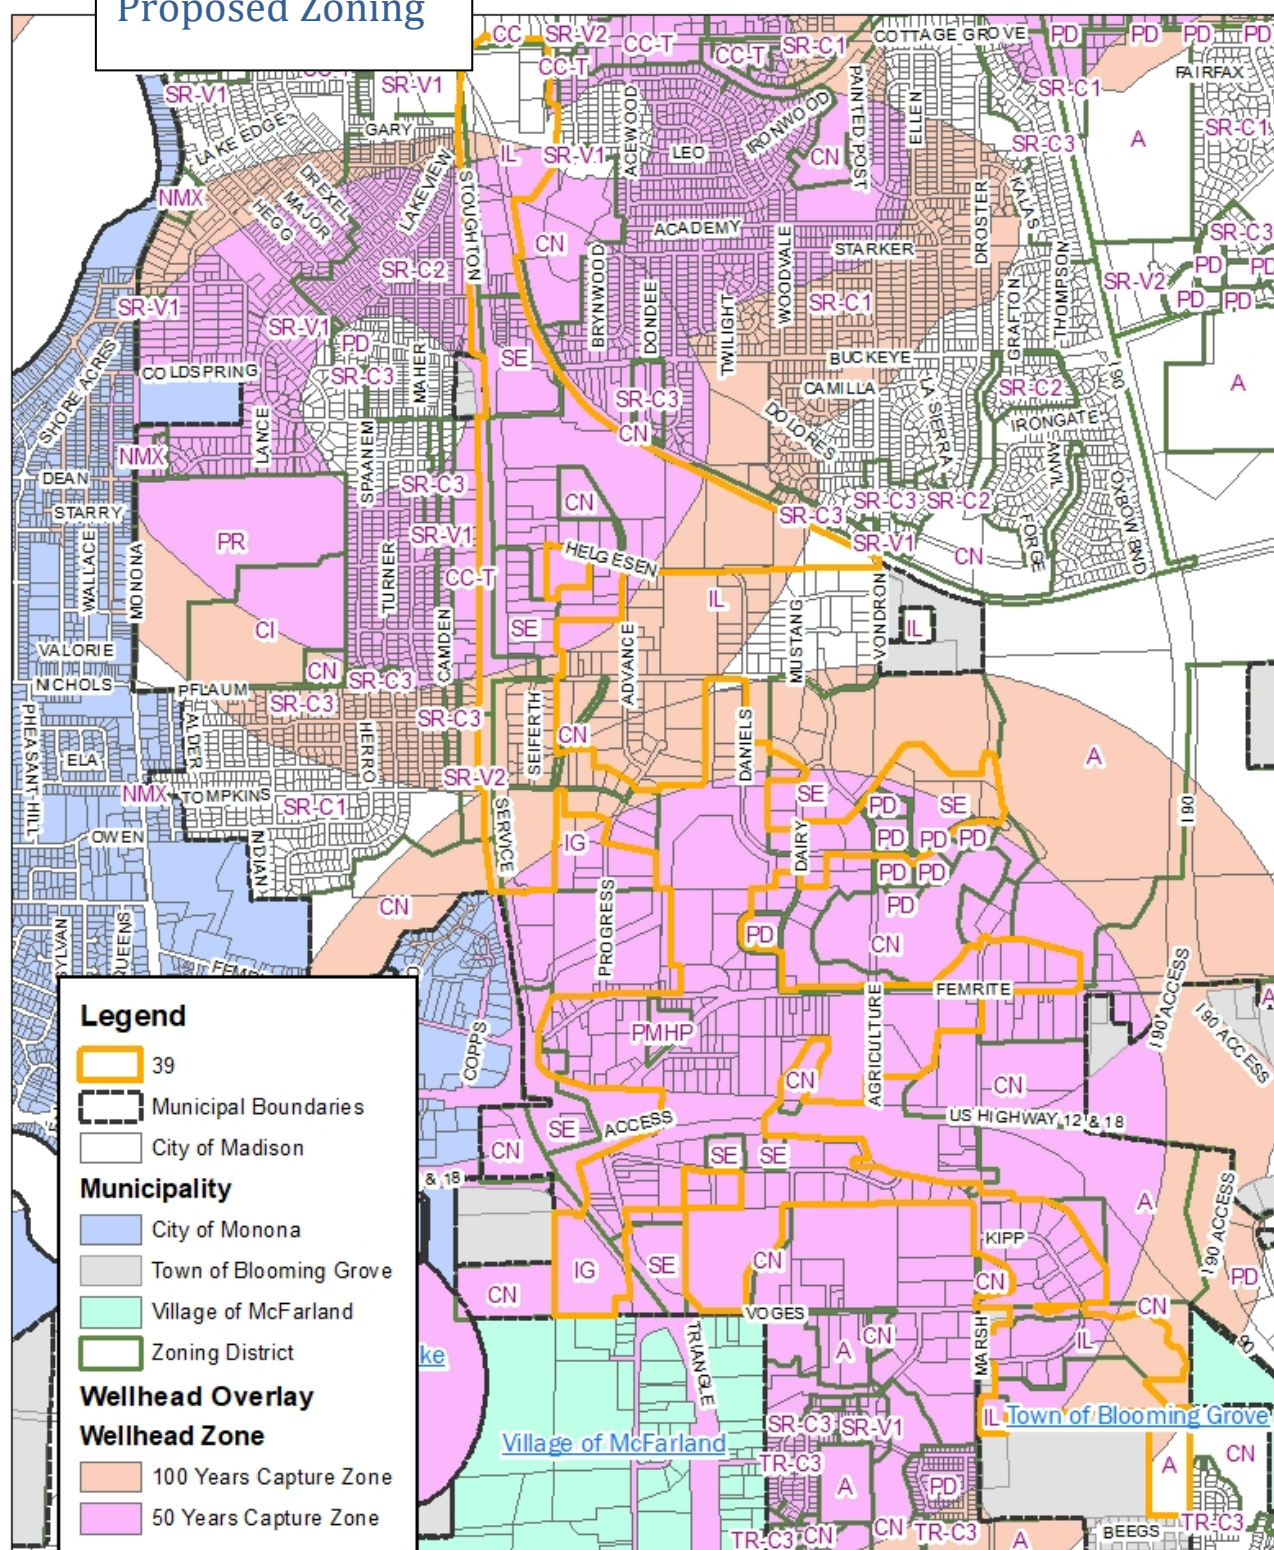 Proposed Zoning
CC
SR-V2
CC-T
CC-T
SR-C1
COTTAGE GROVE
PD
PD
PD
PD
CC-T
FAIRFAX
SR-V1
SR-V1
SR-C1
LAKE EDGE
GARY
ACEWOOD
IRONWOOD
PAINTED POST
ELLEN
SR-C1
SR-C3
A
IL
SR-V1
LEO
CN
NMX
DREXEL
MAJOR
HEGG
LAKEVIEW
STOUGHTON
KALAS
DROSTER
ACADEMY
STARKER
CN
SR-C3
PD
PD
SR-C2
BRYNWOOD
DONDEE
WOODVALE
THOMPSON
SR-V2
PD
PD
SR-V1
SR-V1
SR-C1
GRAFTON
TWILIGHT
PD
SE
BUCKEYE
I 90
SHORE ACRES
COLDSPRING
SR-C3
MAHER
CAMILLA
SR-C2
A
LANCE
SR-C3
CN
DOLORES
LA SIERRA
IRONGATE
NMX
SPAANEM
ANVIL
DEAN
SR-C3
CN
SR-C3
SR-C3
SR-C2
OXBOW BND
STARRY
PR
SR-V1
SR-V1
CN
FORGE
WALLACE
MONONA
TURNER
CC-T
HELGESEN
CI
SE
IL
MUSTANG
VONDRON
IL
VALORIE
CN
CAMDEN
ADVANCE
NICHOLS
PFLAUM
SR-C3
SR-C3
SR-C3
PHEASANT HILL
ALDER
HERRO
SEIFERTH
CN
DANIELS
A
ELA
SR-V2
NMX
TOMPKINS
SR-C1
SE
PD
SE
I 90
OWEN
INDIAN
SERVICE
IG
DAIRY
PD
PD
PD
PD
PD
CN
PROGRESS
PD
PD
CN
SYLVAN
QUEENS
FEMRITE
I 90 ACCESS
I 90 ACCESS
A
Legend
39
Municipal Boundaries
City of Madison
Municipality
City of Monona
Town of Blooming Grove
Village of McFarland
Zoning District
Wellhead Overlay
Wellhead Zone
100 Years Capture Zone
50 Years Capture Zone
COPPS
PMHP
AGRICULTURE
CN
CN
SE
ACCESS
US HIGHWAY 12 & 18
CN
SE
SE
& 18
A
I 90 ACCESS
KIPP
IG
SE
CN
CN
PD
CN
VOGES
CN
90
ke
TRIANGLE
A
CN
MARSH
IL
Village of McFarland
SR-C3
SR-V1
IL
Town of Blooming Grove
TR-C3
A
PD
A
CN
TR-C3
CN
CN
TR-C3
A
BEEGS
TR-C3